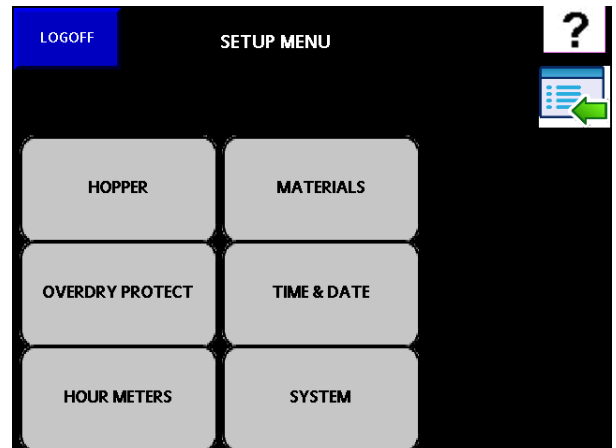 LOGOFF
SETUP MENU
?
HOPPER
MATERIALS
OVERDRY PROTECT
TIME & DATE
HOUR METERS
SYSTEM